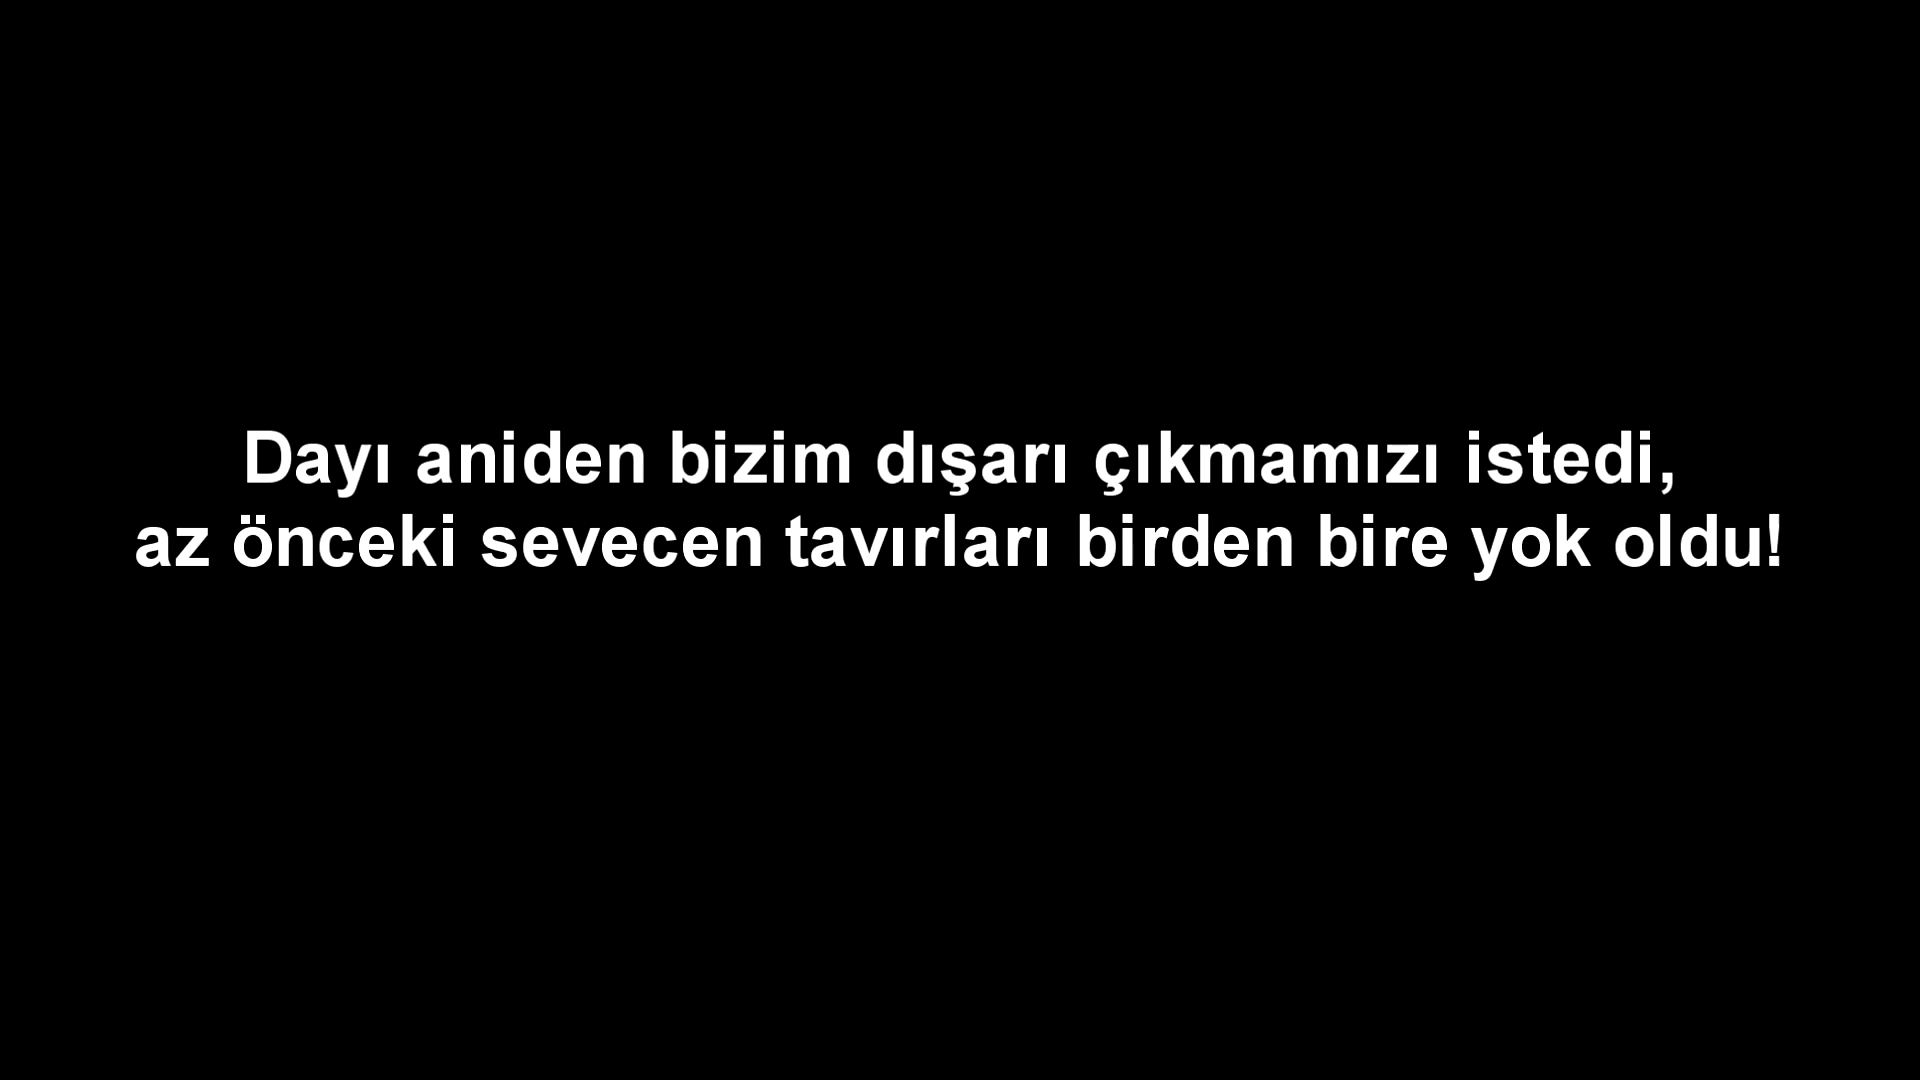 Dayı aniden bizim dışarı çıkmamızı istedi,
az önceki sevecen tavırları birden bire yok oldu!